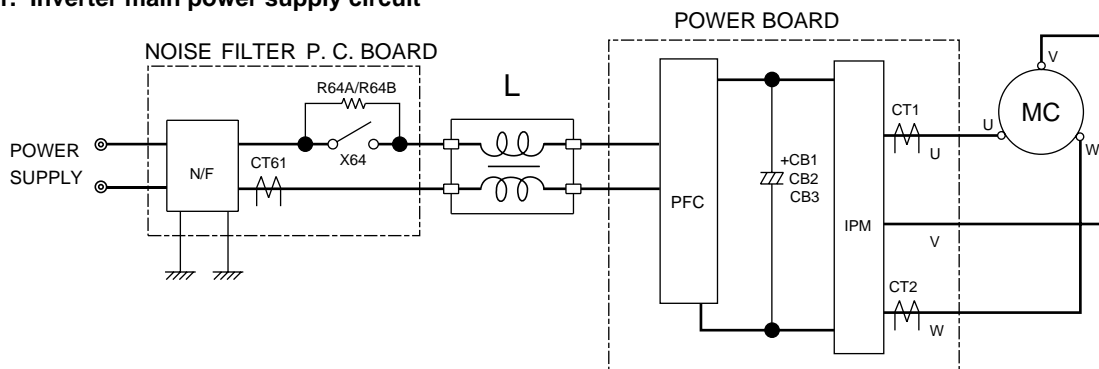 1. Inverter main power supply circuit
POWER BOARD
NOISE FILTER P. C. BOARD
R64A/R64B
L
X64
CT61
N/F
POWER
SUPPLY
PFC
+CB1
CB2
CB3
IPM
CT1
U
U
V
MC
W
V
CT2
W